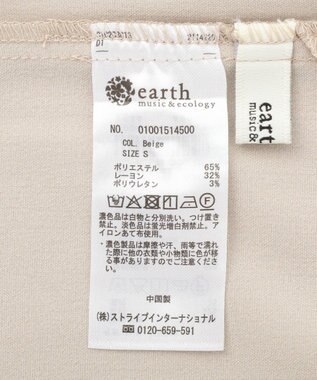 earth
music&ecology
NO. 01001514500
COL. Beige
SIZE S
ポリエステル 65%
レーヨン 32%
ポリウレタン 3%
・濃色品は白物と分別洗い。つけ置き
禁止。淡色品は蛍光増白剤禁止。ア
イロンあて布使用。
・濃色製品は摩擦や汗、雨等で濡れ
た際に他の衣類や小物類に色が移
る事がありますのでご注意下さい。
中国製
(株)ストライプインターナショナル
☏ 0120-659-591
earth
music&